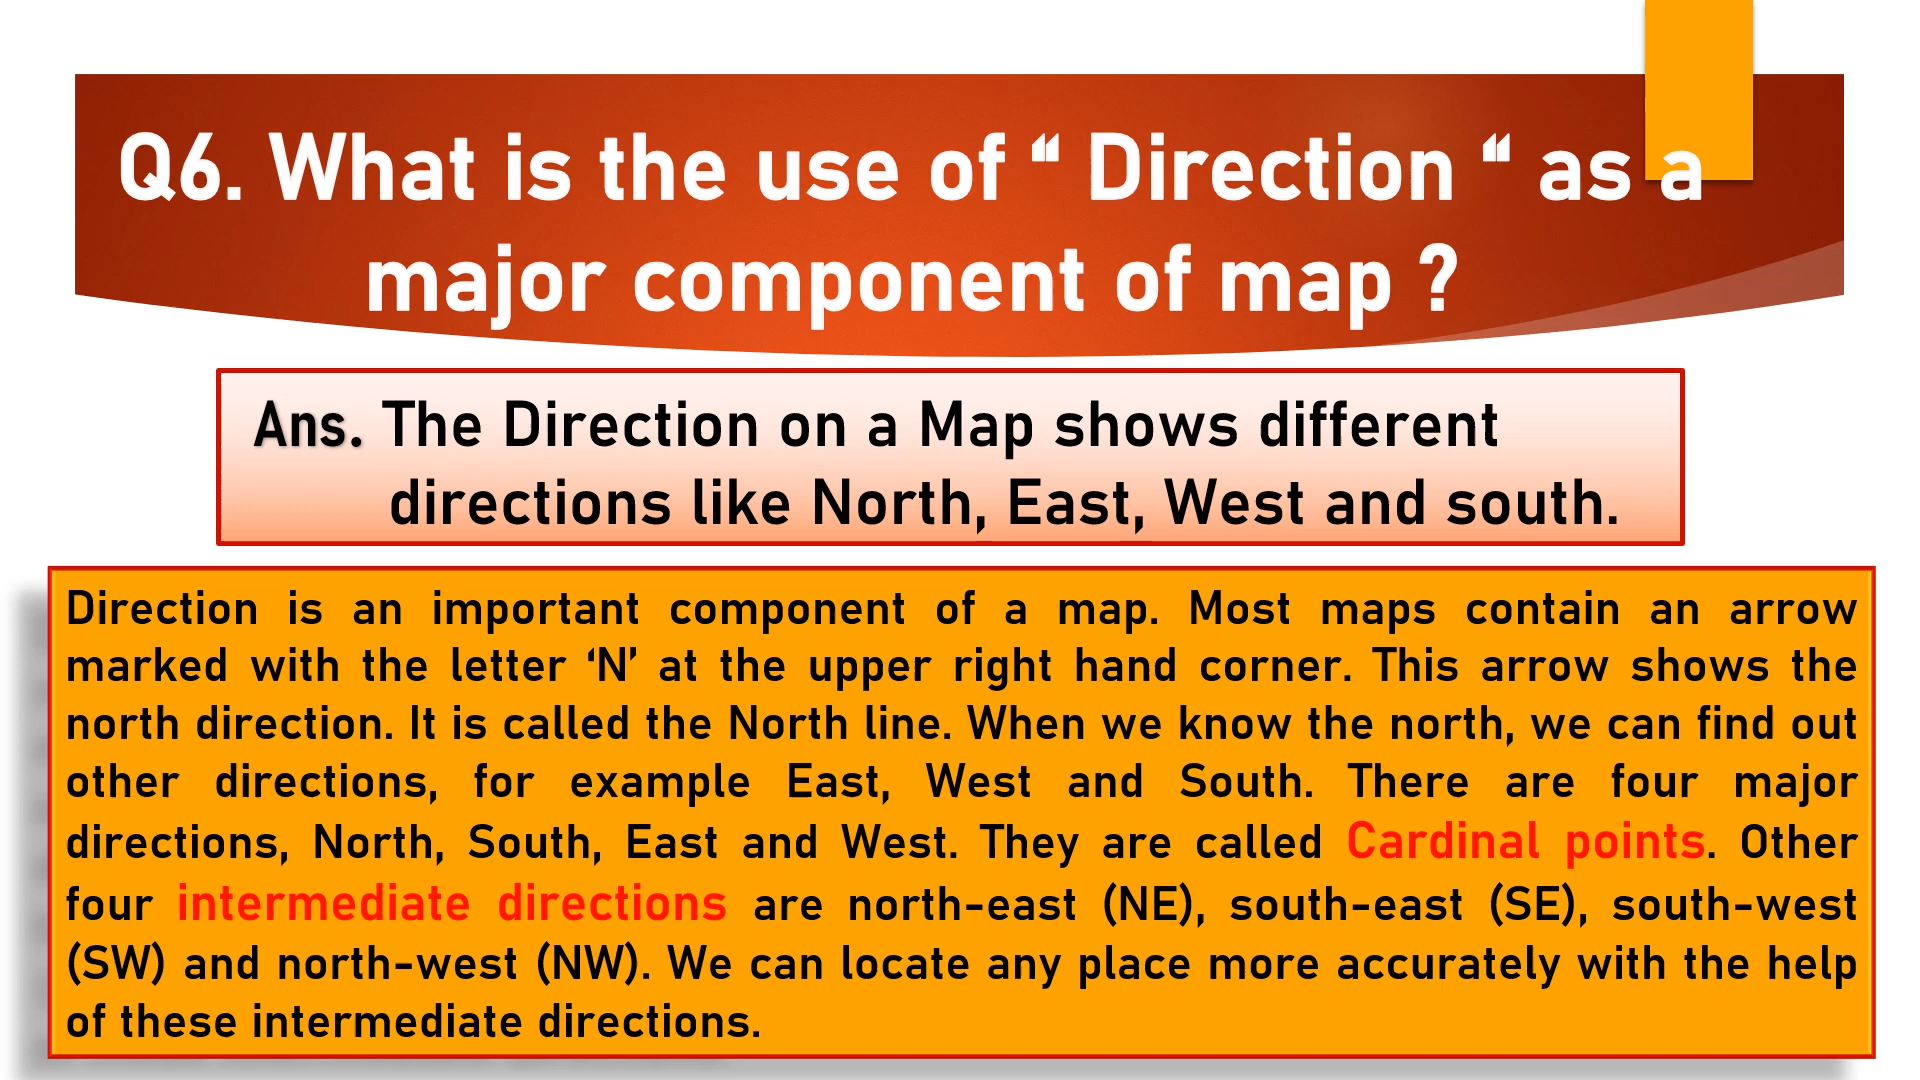 Q6. What is the use of “ Direction “ as a
major component of map ?
Ans. The Direction on a Map shows different
directions like North, East, West and south.
Direction is an important component of a map. Most maps contain an arrow
marked with the letter ‘N’ at the upper right hand corner. This arrow shows the
north direction. It is called the North line. When we know the north, we can find out
other directions, for example East, West and South. There are four major
directions, North, South, East and West. They are called Cardinal points. Other
four intermediate directions are north-east (NE), south-east (SE), south-west
(SW) and north-west (NW). We can locate any place more accurately with the help
of these intermediate directions.